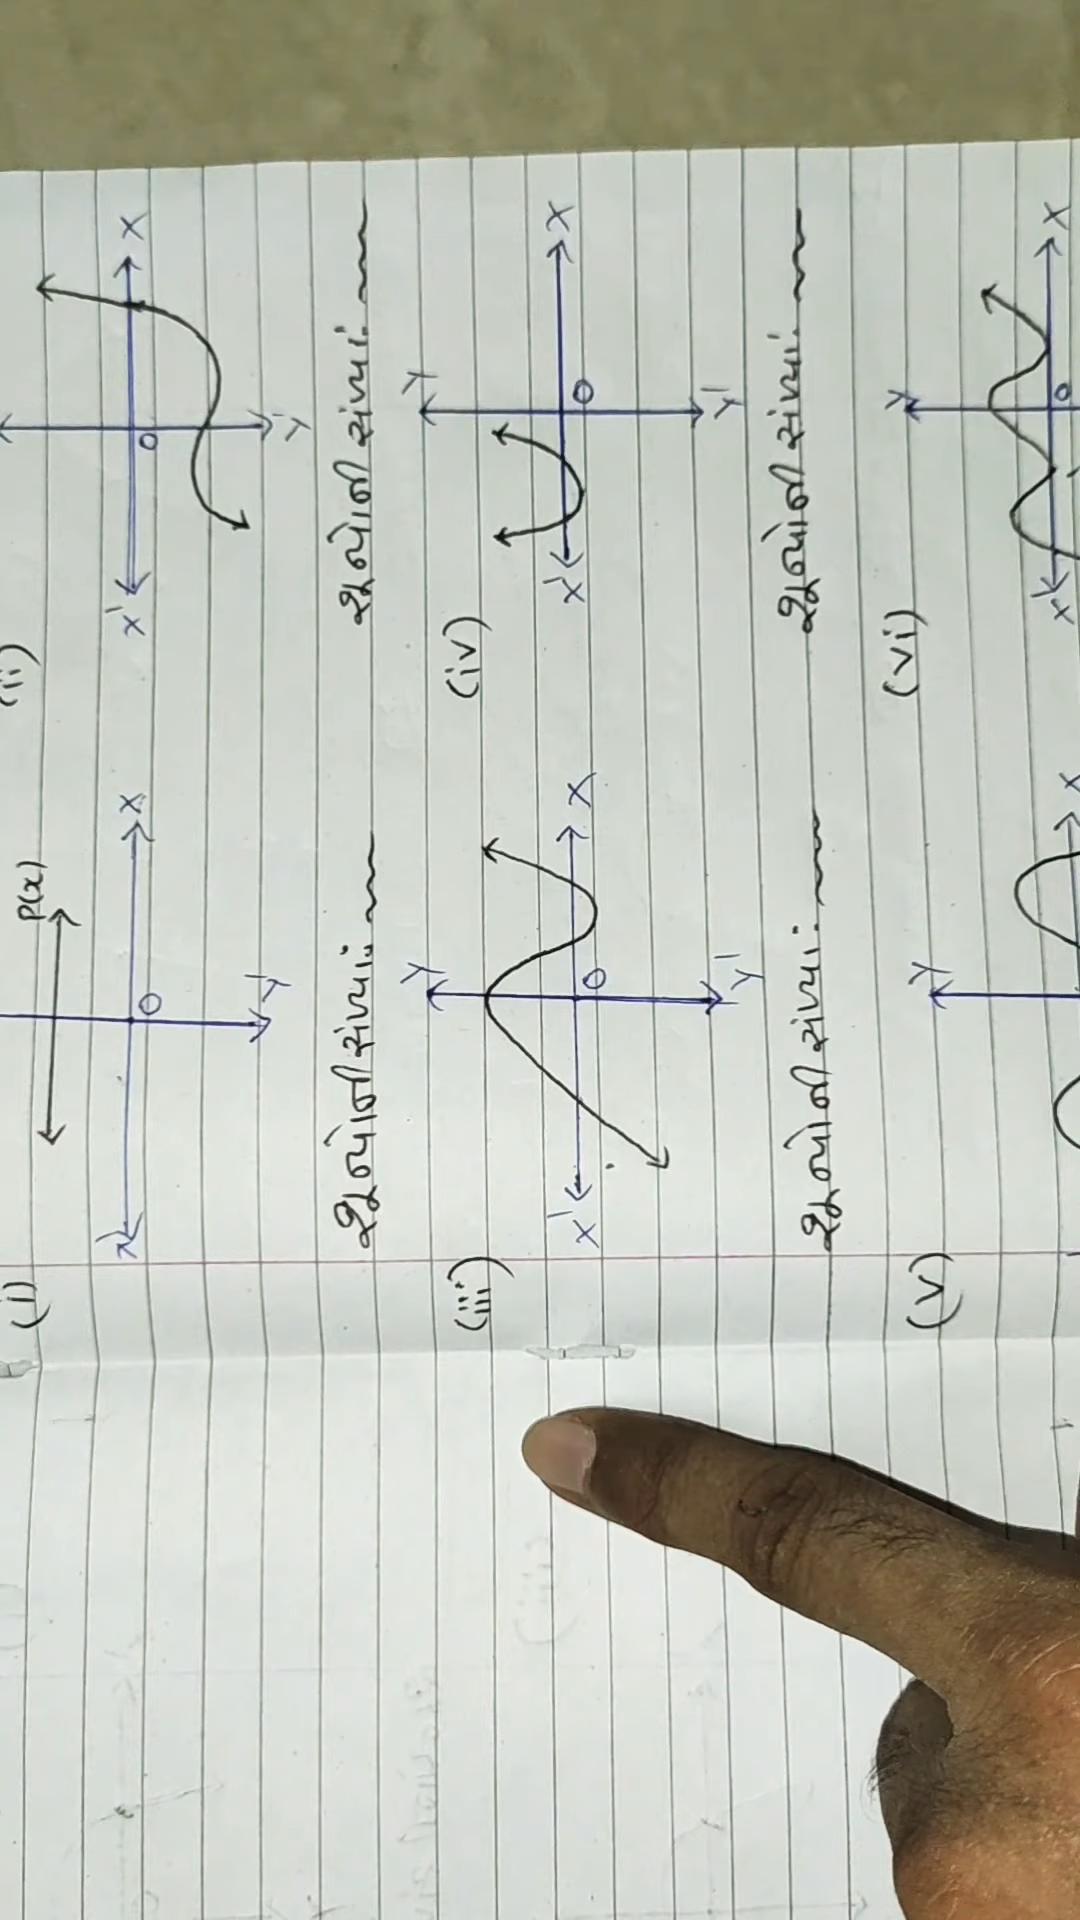 (i) (ii)
P(x)
X' X O Y'
X' X O Y'
શૂન્યોની સંખ્યા: શૂન્યોની સંખ્યા:
(iii) (iv)
Y Y
X' X O Y'
X' X O Y'
શૂન્યોની સંખ્યા: શૂન્યોની સંખ્યા:
(v) (vi)
Y Y
X
X' X O